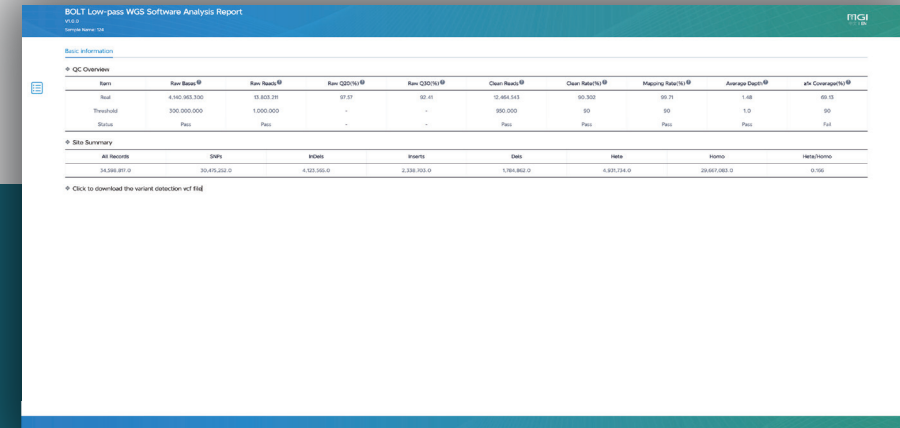 BOLT Low-pass WGS Software Analysis Report
V1.0.0
Sample Name: 12A
MGI
Basic Information
QC Overview
Item Raw Bases Raw Reads Raw Q20(%) Raw Q30(%) Clean Reads Clean Rate(%) Mapping Rate(%) Average Depth ≥1x Coverage(%)
Real 4,140,963,300 13,803,211 97.57 92.41 12,464,543 90.302 99.71 1.48 69.13
Threshold 300,000,000 1,000,000 - - 950,000 90 90 1.0 90
Status Pass Pass - - Pass Pass Pass Pass Fail
Site Summary
All Records SNPs InDels Inserts Dels Hete Homo Hete/Homo
34,598,817.0 30,475,252.0 4,123,565.0 2,338,703.0 1,784,862.0 4,931,734.0 29,667,083.0 0.166
Click to download the variant detection vcf file